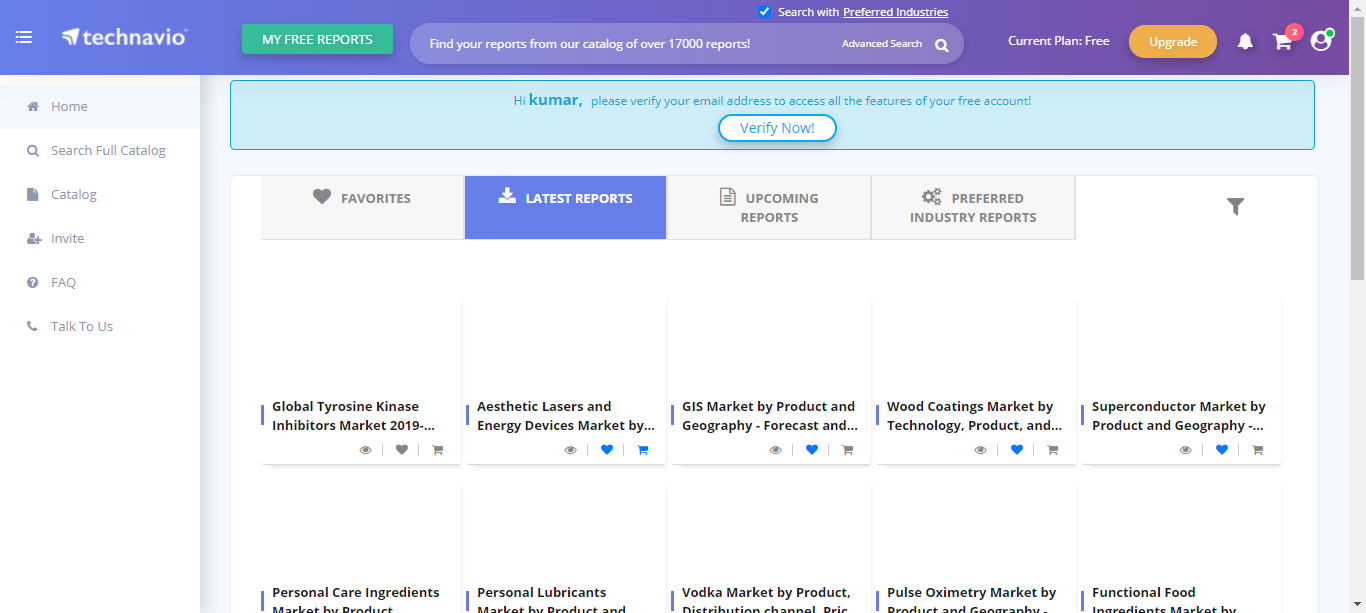 Search with Preferred Industries
technavio
MY FREE REPORTS
Find your reports from our catalog of over 17000 reports!
Advanced Search
Current Plan: Free
Upgrade
2
Home
Search Full Catalog
Catalog
Invite
FAQ
Talk To Us
Hi kumar, please verify your email address to access all the features of your free account!
Verify Now!
FAVORITES
LATEST REPORTS
UPCOMING
REPORTS
PREFERRED
INDUSTRY REPORTS
Global Tyrosine Kinase
Inhibitors Market 2019-...
Aesthetic Lasers and
Energy Devices Market by...
GIS Market by Product and
Geography - Forecast and...
Wood Coatings Market by
Technology, Product, and...
Superconductor Market by
Product and Geography -...
Personal Care Ingredients
Market by Product
Personal Lubricants
Market by Product and
Vodka Market by Product,
Distribution channel, Pric
Pulse Oximetry Market by
Product and Geography -
Functional Food
Ingredients Market by